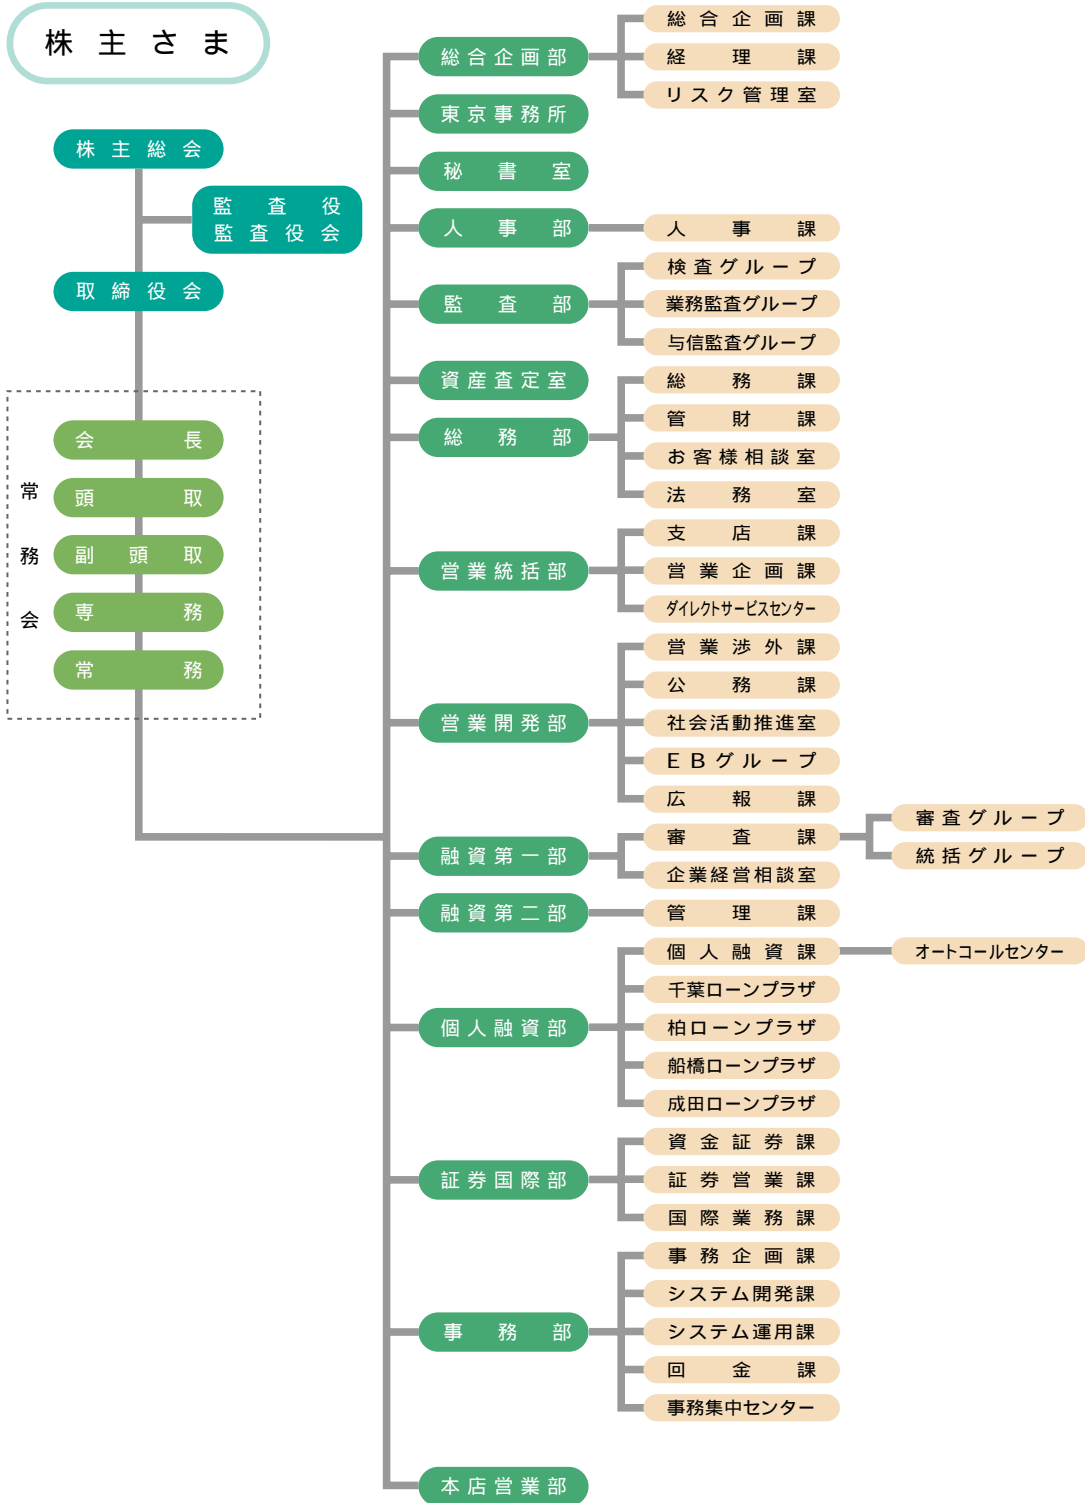 株主さま
株主総会
監査役
監査役会
取締役会
常務会
会長
頭取
副頭取
専務
常務
総合企画部
総合企画課
経理課
リスク管理室
東京事務所
秘書室
人事部
人事課
監査部
検査グループ
業務監査グループ
与信監査グループ
資産査定室
総務部
総務課
管財課
お客様相談室
法務室
営業統括部
支店課
営業企画課
ダイレクトサービスセンター
営業開発部
営業渉外課
公務課
社会活動推進室
EBグループ
広報課
融資第一部
審査課
審査グループ
統括グループ
企業経営相談室
融資第二部
管理課
個人融資部
個人融資課
オートコールセンター
千葉ローンプラザ
柏ローンプラザ
船橋ローンプラザ
成田ローンプラザ
証券国際部
資金証券課
証券営業課
国際業務課
事務部
事務企画課
システム開発課
システム運用課
回金課
事務集中センター
本店営業部